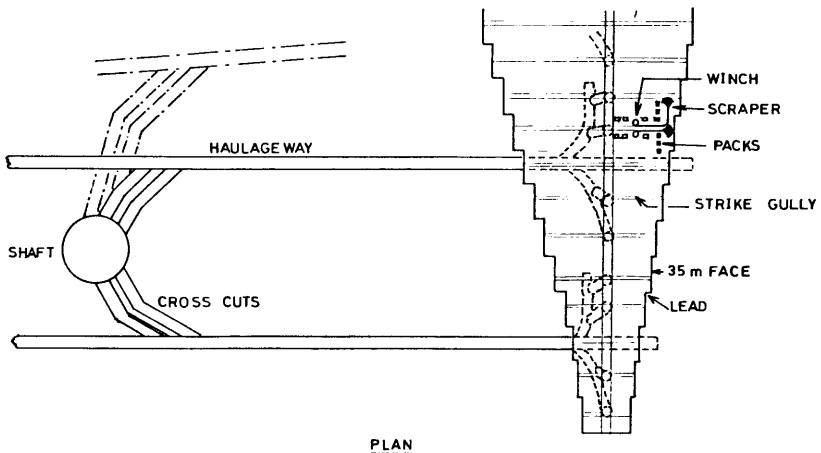 WINCH
SCRAPER
HAULAGE WAY
PACKS
STRIKE GULLY
SHAFT
35 m FACE
CROSS CUTS
LEAD
PLAN